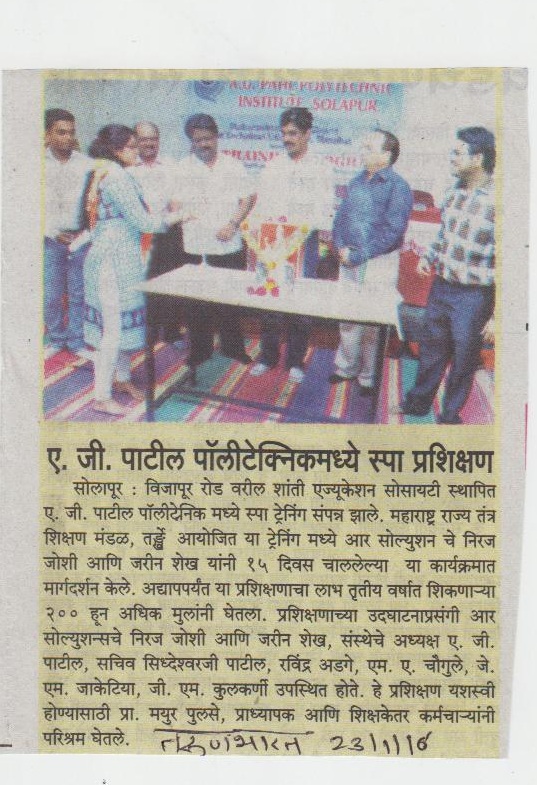 A.G. PATIL POLYTECHNIC
INSTITUTE, SOLAPUR
ए. जी. पाटील पॉलीटेक्निकमध्ये स्पा प्रशिक्षण
सोलापूर : विजापूर रोड वरील शांती एज्यूकेशन सोसायटी स्थापित
ए. जी. पाटील पॉलिटेनिक मध्ये स्पा ट्रेनिंग संपन्न झाले. महाराष्ट्र राज्य तंत्र
शिक्षण मंडळ, तर्ङ्खे आयोजित या ट्रेनिंग मध्ये आर सोल्युशन चे निरज
जोशी आणि जरीन शेख यांनी १५ दिवस चाललेल्या या कार्यक्रमात
मार्गदर्शन केले. अद्यापपर्यंत या प्रशिक्षणाचा लाभ तृतीय वर्षात शिकणाऱ्या
२०० हून अधिक मुलांनी घेतला. प्रशिक्षणाच्या उदघाटनाप्रसंगी आर
सोल्युशन्सचे निरज जोशी आणि जरीन शेख, संस्थेचे अध्यक्ष ए. जी.
पाटील, सचिव सिध्देश्वरजी पाटील, रविंद्र अडगे, एम. ए. चौगुले, जे.
एम. जाकेटिया, जी. एम. कुलकर्णी उपस्थित होते. हे प्रशिक्षण यशस्वी
होण्यासाठी प्रा. मयुर पुलसे, प्राध्यापक आणि शिक्षकेतर कर्मचाऱ्यांनी
परिश्रम घेतले. तरुणभारत 23/1/16